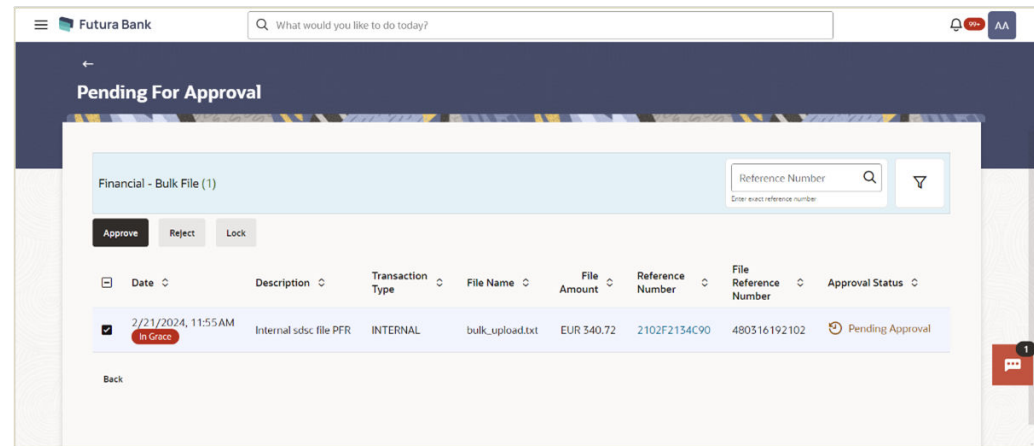 Futura Bank
What would you like to do today?
99+
AA
Pending For Approval
Financial - Bulk File (1)
Reference Number
Enter exact reference number
Approve Reject Lock
Date Description Transaction Type File Name File Amount Reference Number File Reference Number Approval Status
2/21/2024, 11:55 AM Internal sdsc file PFR INTERNAL bulk_upload.txt EUR 340.72 2102F2134C90 480316192102 Pending Approval
In Grace
1
Back